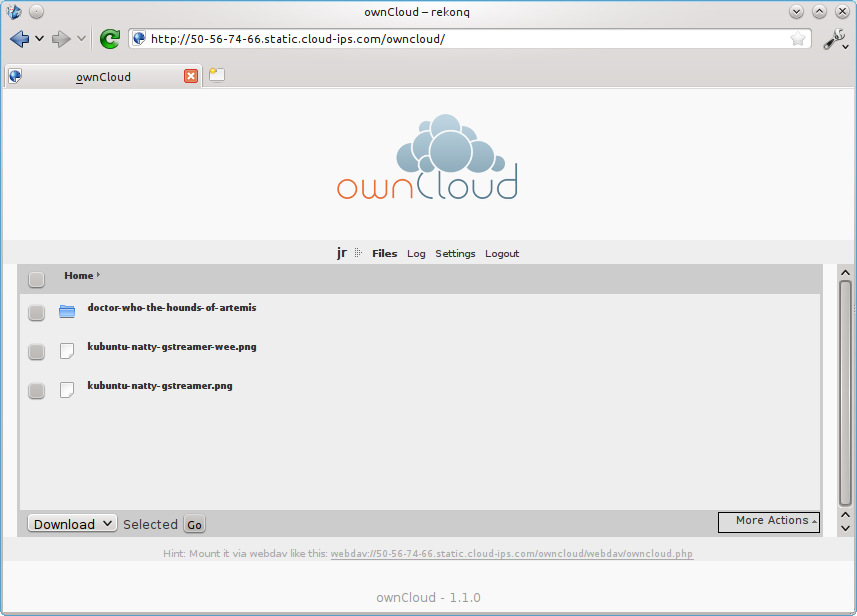 ownCloud – rekonq
http://50-56-74-66.static.cloud-ips.com/owncloud/
ownCloud
ownCloud
jr Files Log Settings Logout
Home
doctor-who-the-hounds-of-artemis
kubuntu-natty-gstreamer-wee.png
kubuntu-natty-gstreamer.png
Download Selected Go More Actions
Hint: Mount it via webdav like this: webdav://50-56-74-66.static.cloud-ips.com/owncloud/webdav/owncloud.php
ownCloud - 1.1.0